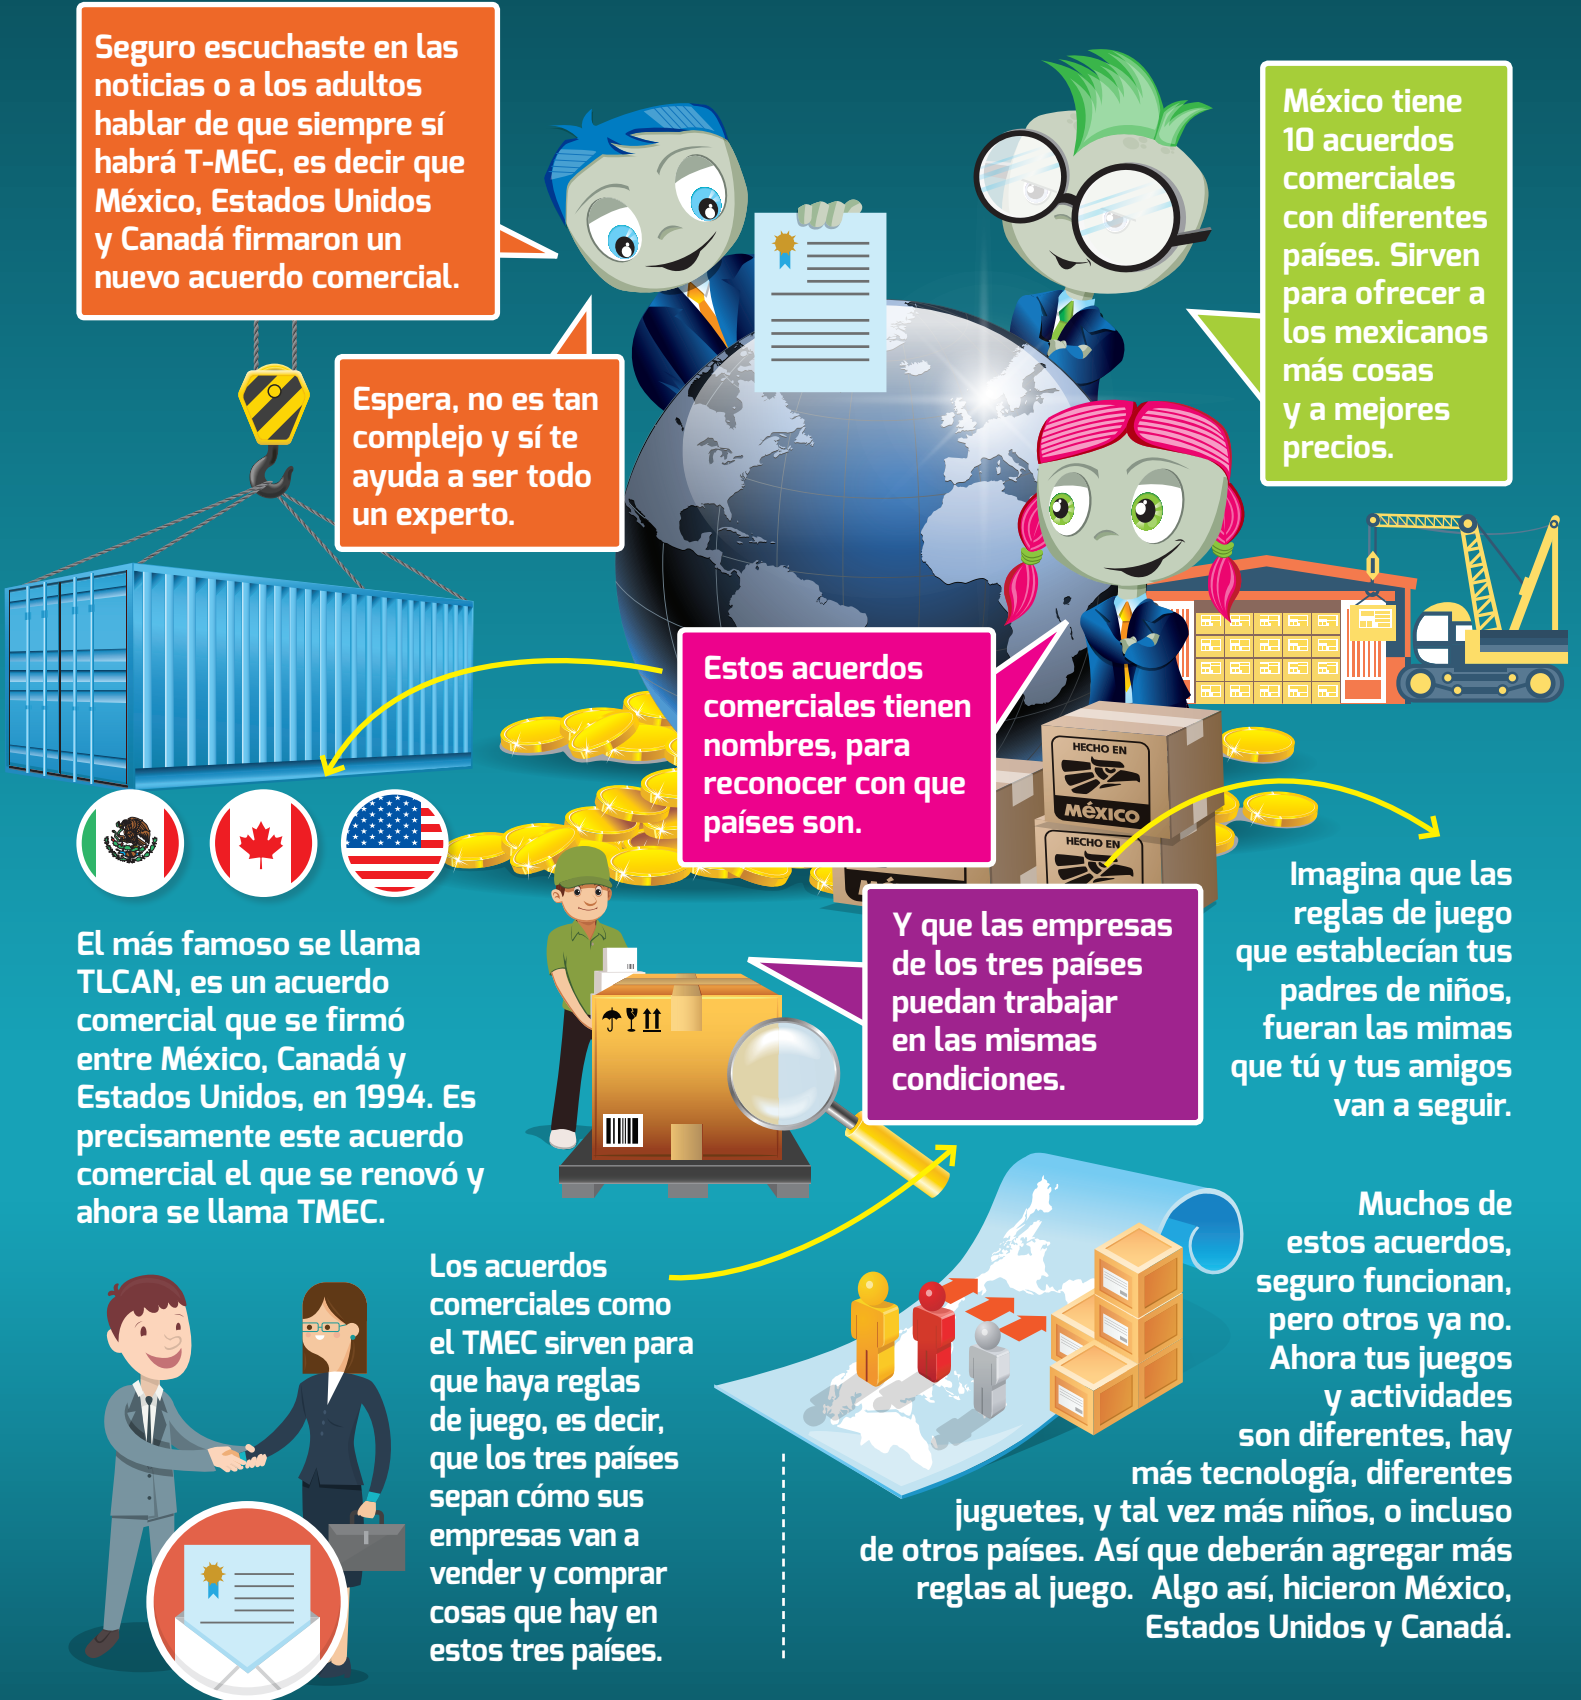 Seguro escuchaste en las
noticias o a los adultos
hablar de que siempre sí
habrá T-MEC, es decir que
México, Estados Unidos
y Canadá firmaron un
nuevo acuerdo comercial.
Espera, no es tan
complejo y sí te
ayuda a ser todo
un experto.
México tiene
10 acuerdos
comerciales
con diferentes
países. Sirven
para ofrecer a
los mexicanos
más cosas
y a mejores
precios.
Estos acuerdos
comerciales tienen
nombres, para
reconocer con que
países son.
HECHO EN
MéXICO
HECHO EN
El más famoso se llama
TLCAN, es un acuerdo
comercial que se firmó
entre México, Canadá y
Estados Unidos, en 1994. Es
precisamente este acuerdo
comercial el que se renovó y
ahora se llama TMEC.
Los acuerdos
comerciales como
el TMEC sirven para
que haya reglas
de juego, es decir,
que los tres países
sepan cómo sus
empresas van a
vender y comprar
cosas que hay en
estos tres países.
Y que las empresas
de los tres países
puedan trabajar
en las mismas
condiciones.
Imagina que las
reglas de juego
que establecían tus
padres de niños,
fueran las mimas
que tú y tus amigos
van a seguir.
Muchos de
estos acuerdos,
seguro funcionan,
pero otros ya no.
Ahora tus juegos
y actividades
son diferentes, hay
más tecnología, diferentes
juguetes, y tal vez más niños, o incluso
de otros países. Así que deberán agregar más
reglas al juego. Algo así, hicieron México,
Estados Unidos y Canadá.